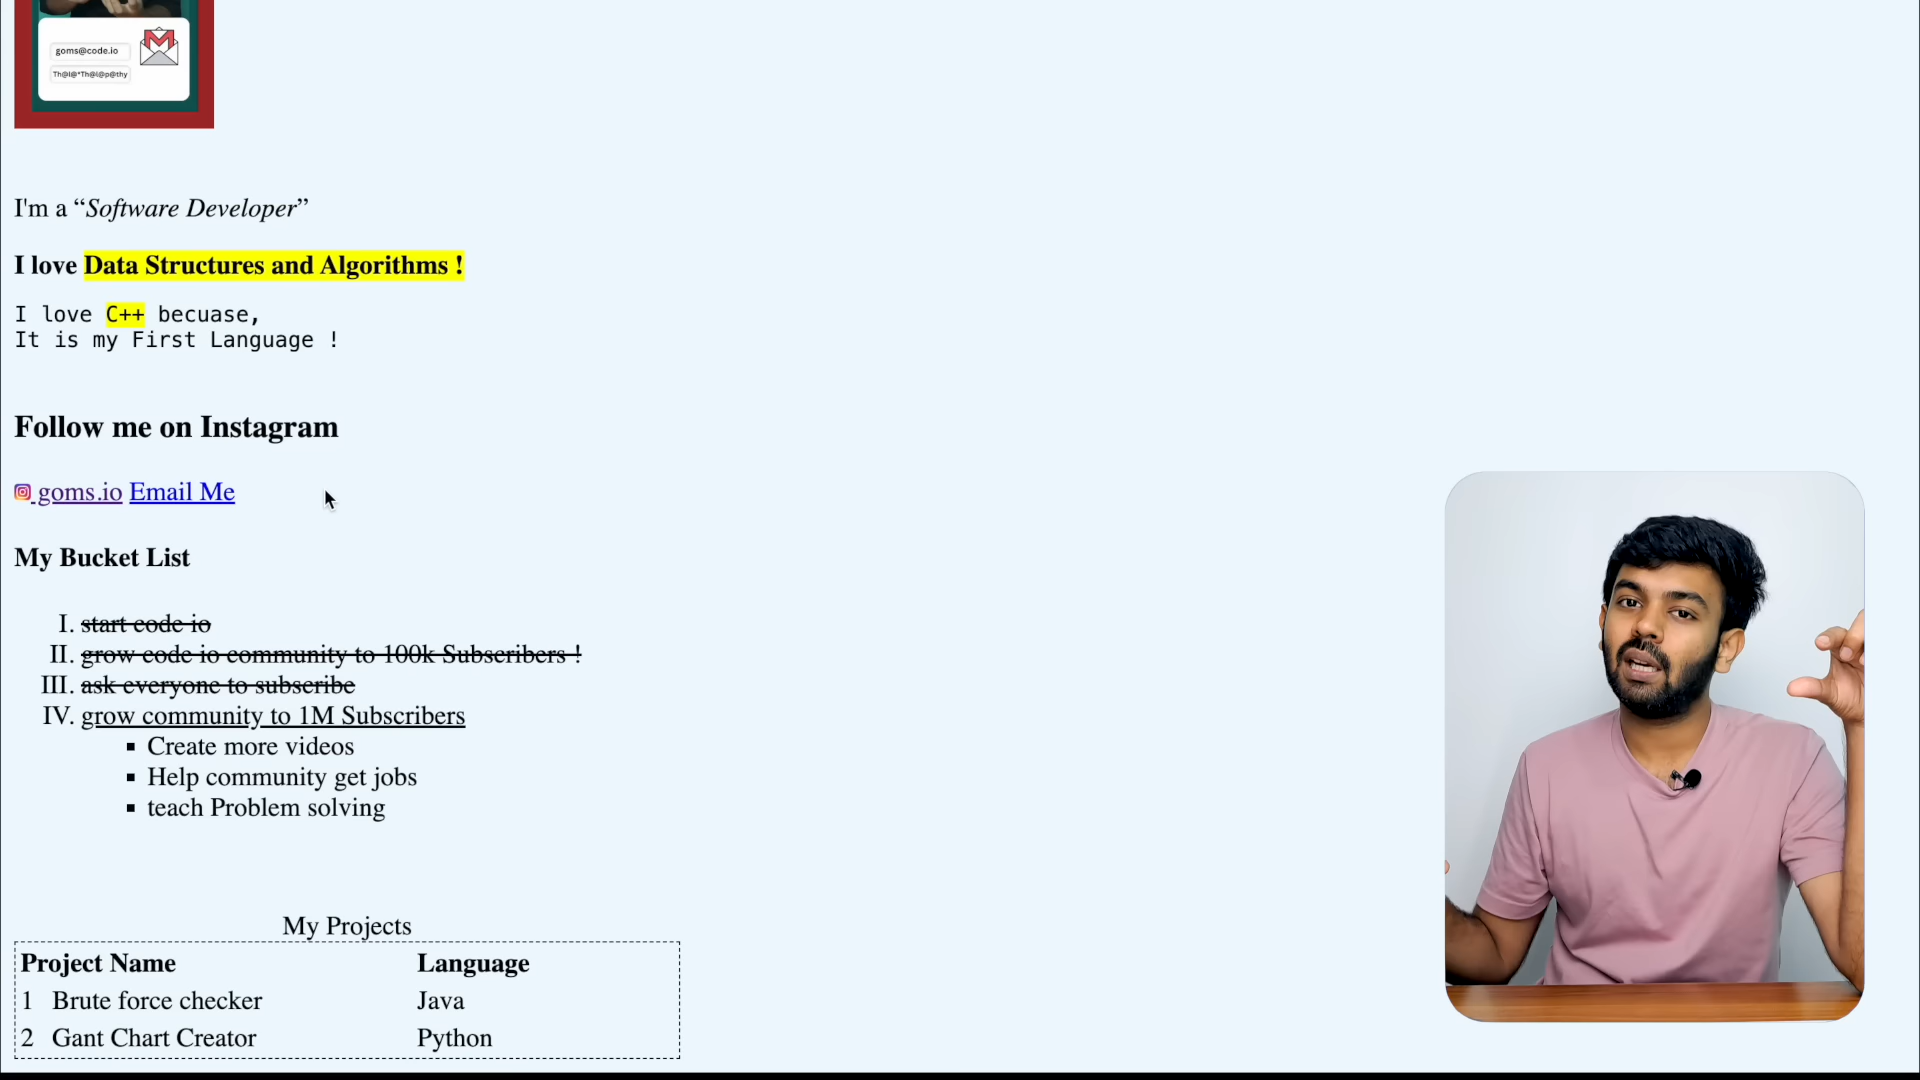 goms@code.io
Th@l@*Th@l@p@thy
I'm a “Software Developer”
I love Data Structures and Algorithms !
I love C++ becuase,
It is my First Language !
Follow me on Instagram
goms.io Email Me
My Bucket List
I. start code io
II. grow code io community to 100k Subscribers !
III. ask everyone to subscribe
IV. grow community to 1M Subscribers
▪ Create more videos
▪ Help community get jobs
▪ teach Problem solving
My Projects
Project Name Language
1 Brute force checker Java
2 Gant Chart Creator Python